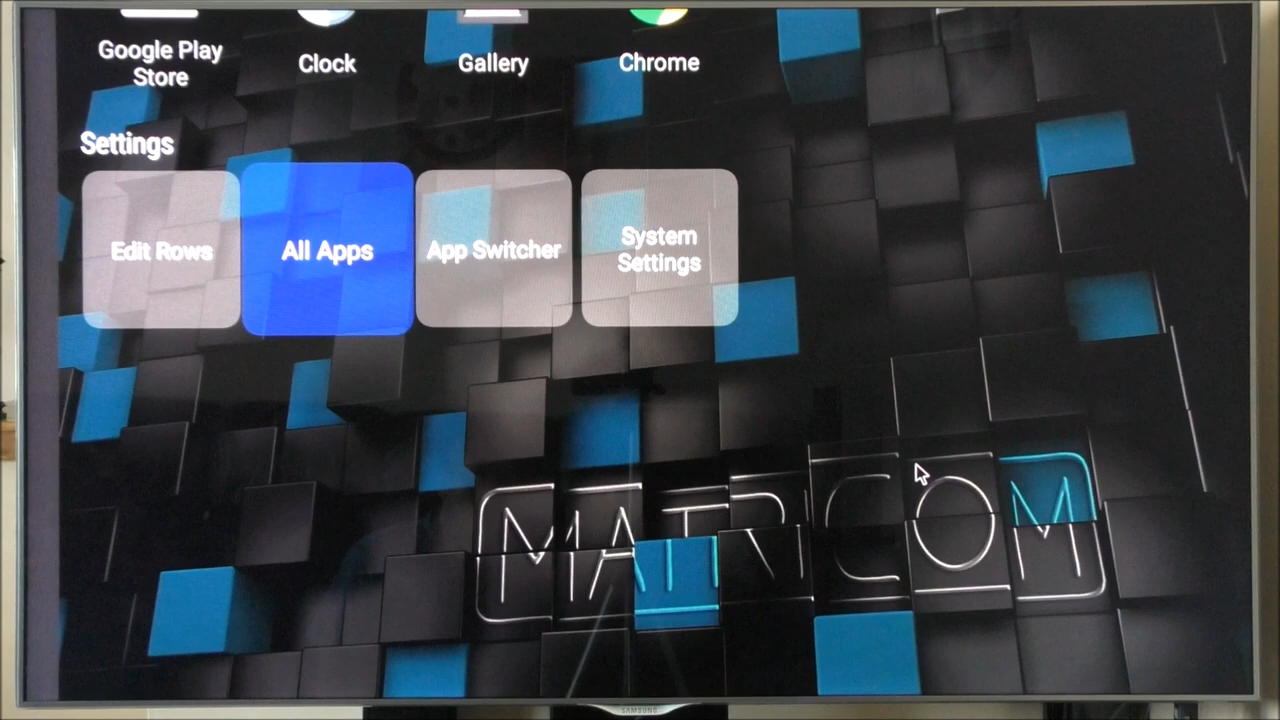 Google Play
Store
Clock
Gallery
Chrome
Settings
Edit Rows
All Apps
App Switcher
System
Settings
MATRICOM
SAMSUNG